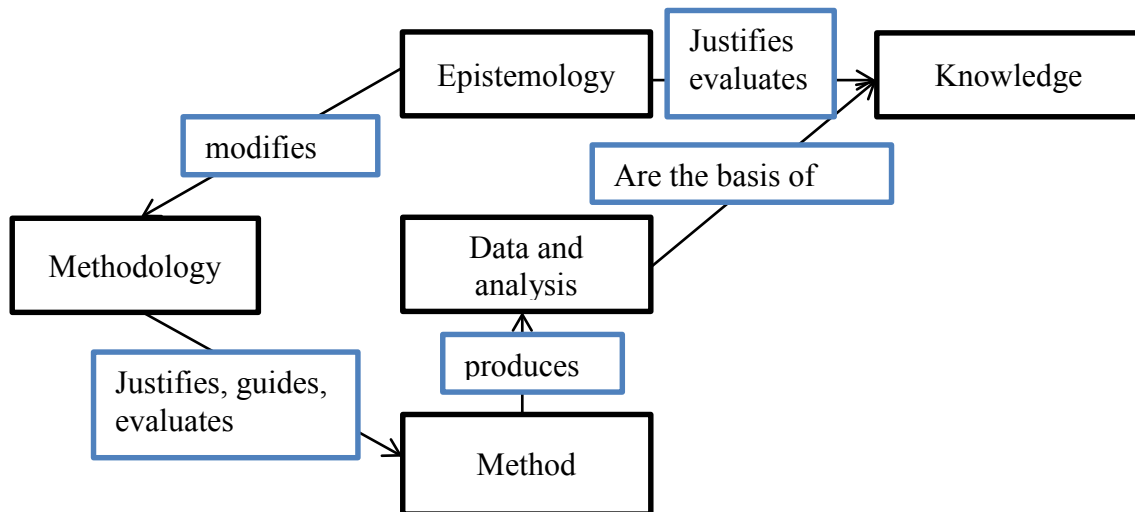 Epistemology
Justifies
evaluates
Knowledge
modifies
Are the basis of
Methodology
Data and
analysis
produces
Justifies, guides,
evaluates
Method